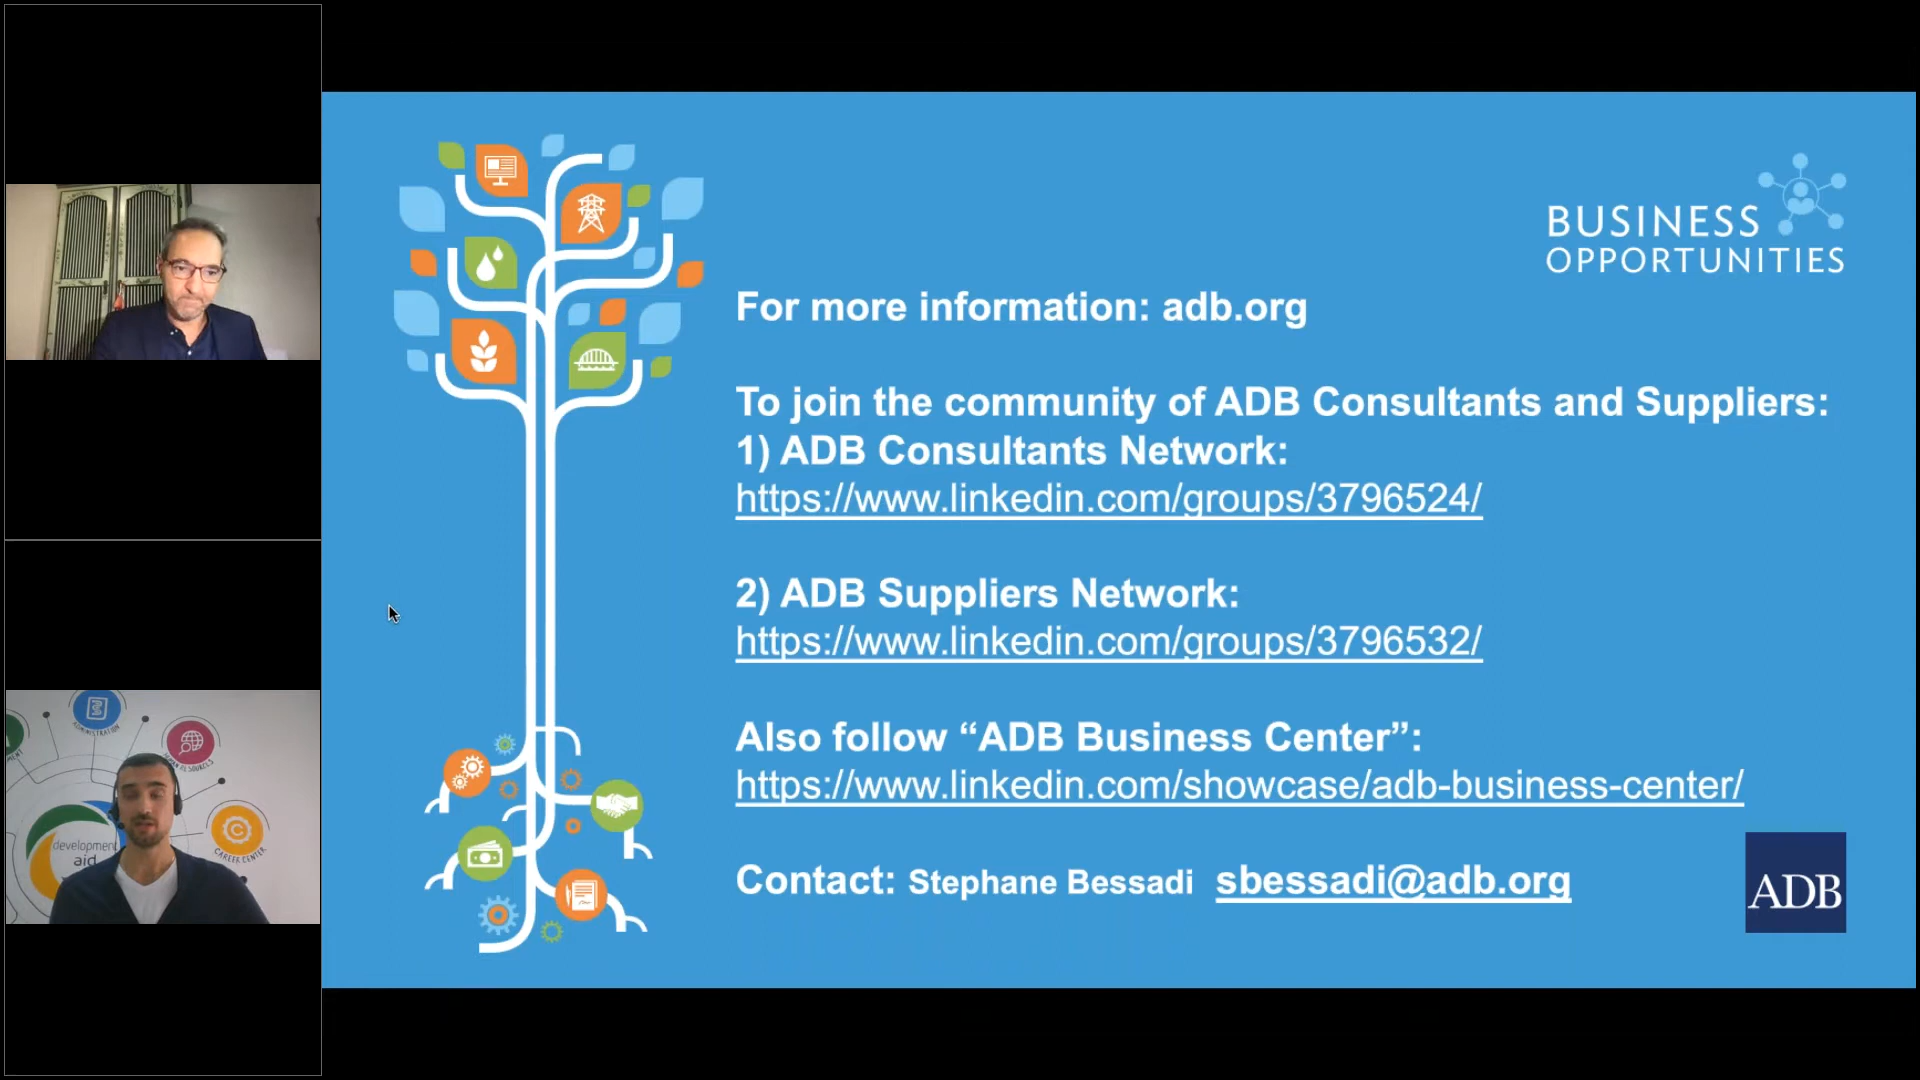 BUSINESS
OPPORTUNITIES
For more information: adb.org
To join the community of ADB Consultants and Suppliers:
1) ADB Consultants Network:
https://www.linkedin.com/groups/3796524/
2) ADB Suppliers Network:
https://www.linkedin.com/groups/3796532/
Also follow “ADB Business Center”:
https://www.linkedin.com/showcase/adb-business-center/
Contact: Stephane Bessadi sbessadi@adb.org
ADB
ADMINISTRATION
CAREER CENTER
development
aid